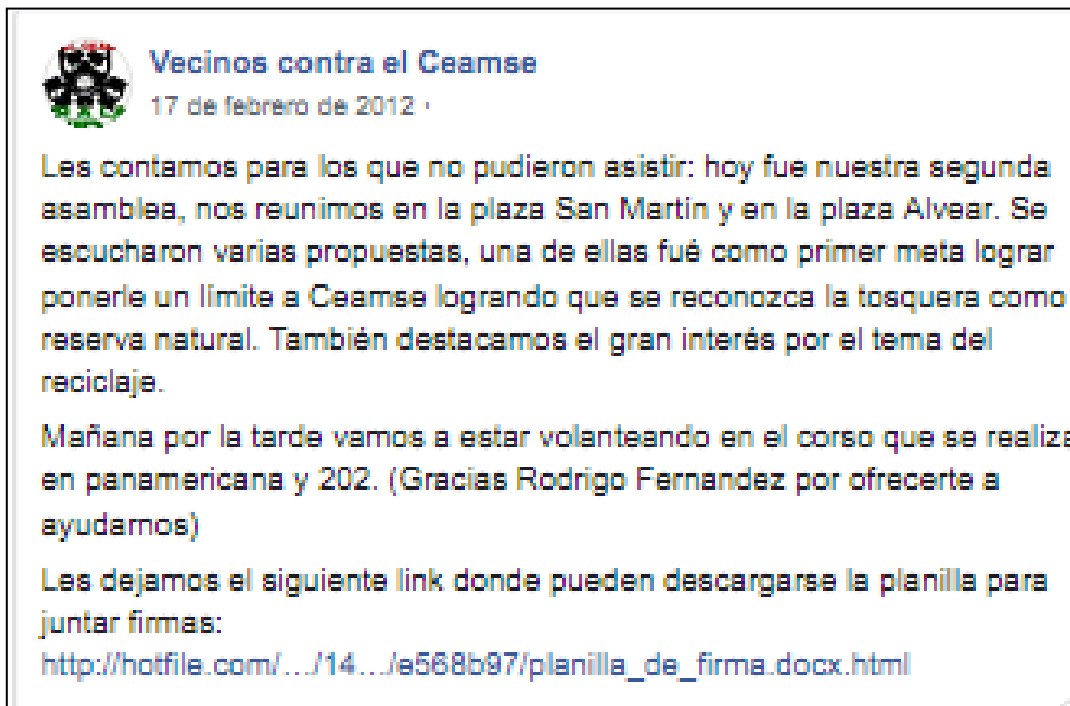 Vecinos contra el Ceamse
17 de febrero de 2012 ·
Les contamos para los que no pudieron asistir: hoy fue nuestra segunda
asamblea, nos reunimos en la plaza San Martín y en la plaza Alvear. Se
escucharon varias propuestas, una de ellas fué como primer meta lograr
ponerle un límite a Ceamse logrando que se reconozca la tosquera como
reserva natural. También destacamos el gran interés por el tema del
reciclaje.
Mañana por la tarde vamos a estar volanteando en el corso que se realiza
en panamericana y 202. (Gracias Rodrigo Fernandez por ofrecerte a
ayudarnos)
Les dejamos el siguiente link donde pueden descargarse la planilla para
juntar firmas:
http://hotfile.com/…/14…/e568b97/planilla_de_firma.docx.html